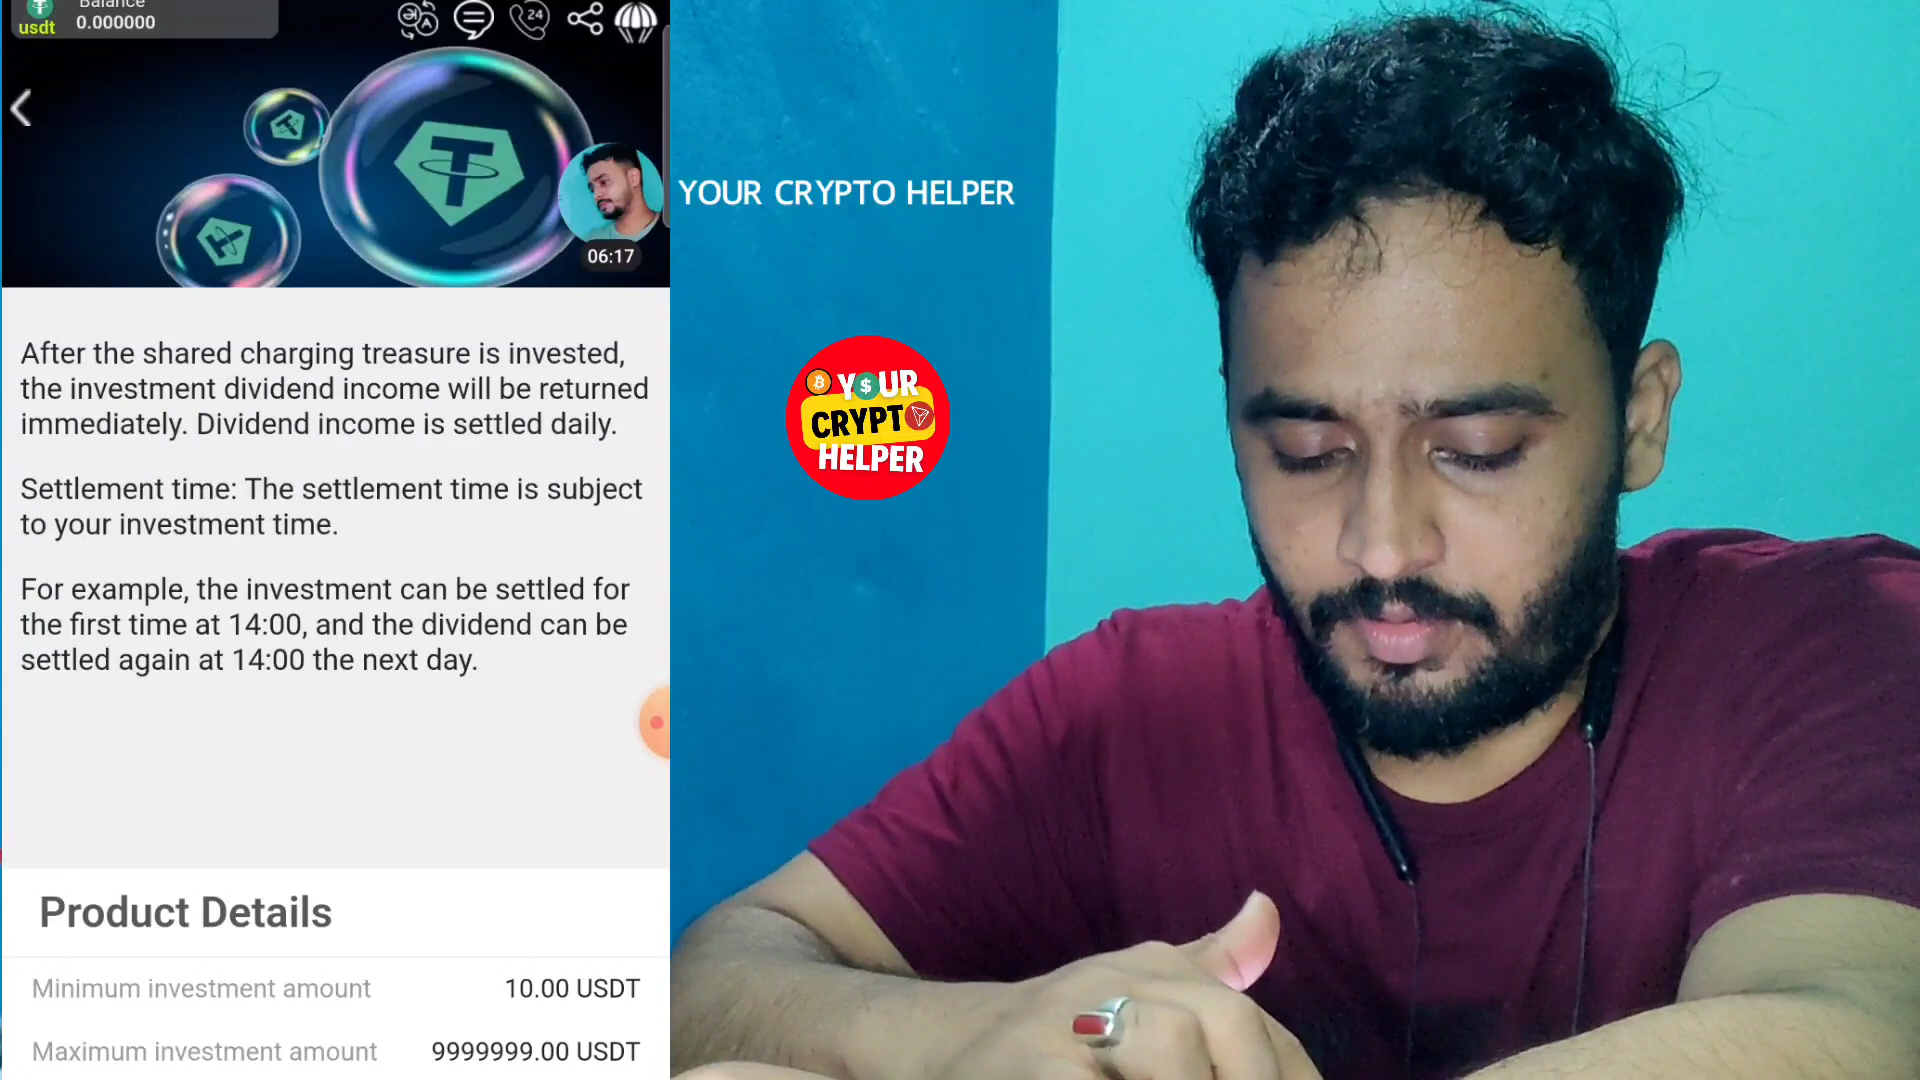 Balance
usdt 0.000000
24
06:17
YOUR CRYPTO HELPER
Y$UR
CRYPT
HELPER
After the shared charging treasure is invested,
the investment dividend income will be returned
immediately. Dividend income is settled daily.
Settlement time: The settlement time is subject
to your investment time.
For example, the investment can be settled for
the first time at 14:00, and the dividend can be
settled again at 14:00 the next day.
Product Details
Minimum investment amount 10.00 USDT
Maximum investment amount 9999999.00 USDT